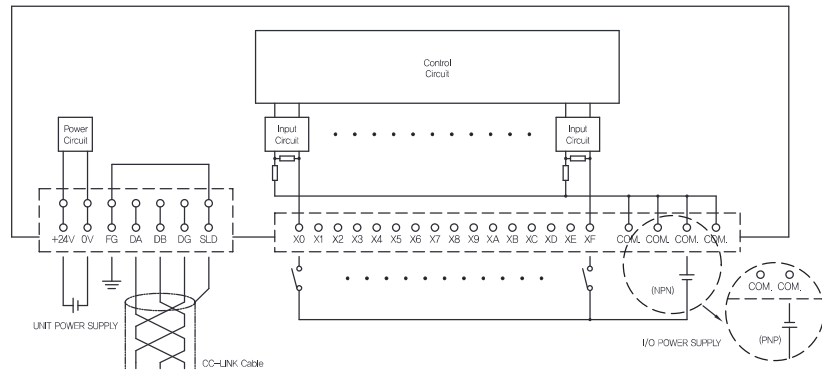 Control
Circuit
Power
Circuit
Input
Circuit
Input
Circuit
+24V 0V FG DA DB DG SLD
X0 X1 X2 X3 X4 X5 X6 X7 X8 X9 XA XB XC XD XE XF COM. COM. COM. COM.
(NPN)
COM. COM.
(PNP)
UNIT POWER SUPPLY
I/O POWER SUPPLY
CC-LINK Cable